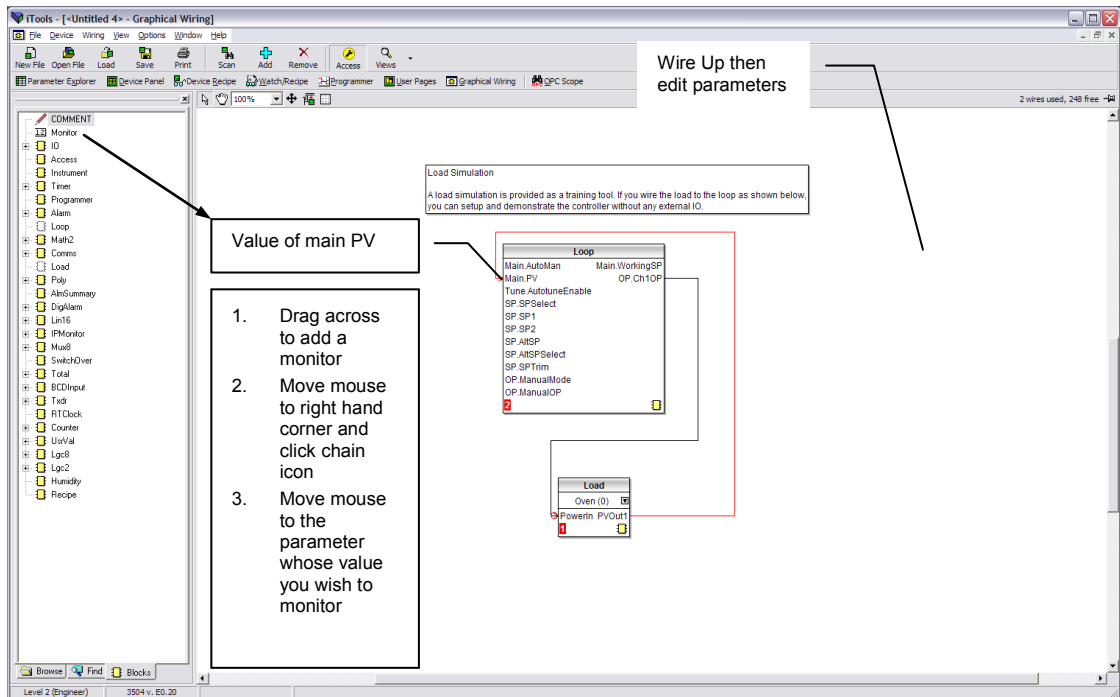 iTools - [<Untitled 4> - Graphical Wiring]
File Device Wiring View Options Window Help
New File Open File Load Save Print Scan Add Remove Access Views
Parameter Explorer Device Panel Device Recipe Watch/Recipe Programmer User Pages Graphical Wiring OPC Scope
100%
2 wires used, 248 free
Wire Up then
edit parameters
COMMENT
Monitor
IO
Access
Instrument
Timer
Programmer
Alarm
Loop
Math2
Comms
Load
Poly
AlmSummary
DigAlarm
Lin16
IPMonitor
Mux8
SwitchOver
Total
BCDInput
Txdr
RTClock
Counter
UsrVal
Lgc8
Lgc2
Humidity
Recipe
Load Simulation
A load simulation is provided as a training tool. If you wire the load to the loop as shown below,
you can setup and demonstrate the controller without any external IO.
Value of main PV
1. Drag across
to add a
monitor
2. Move mouse
to right hand
corner and
click chain
icon
3. Move mouse
to the
parameter
whose value
you wish to
monitor
Loop
Main.AutoMan Main.WorkingSP
Main.PV OP.Ch1OP
Tune.AutotuneEnable
SP.SPSelect
SP.SP1
SP.SP2
SP.AltSP
SP.AltSPSelect
SP.SPTrim
OP.ManualMode
OP.ManualOP
2
Load
Oven (0)
PowerIn PVOut1
1
Browse Find Blocks
Level 2 (Engineer) 3504 v. E0.20